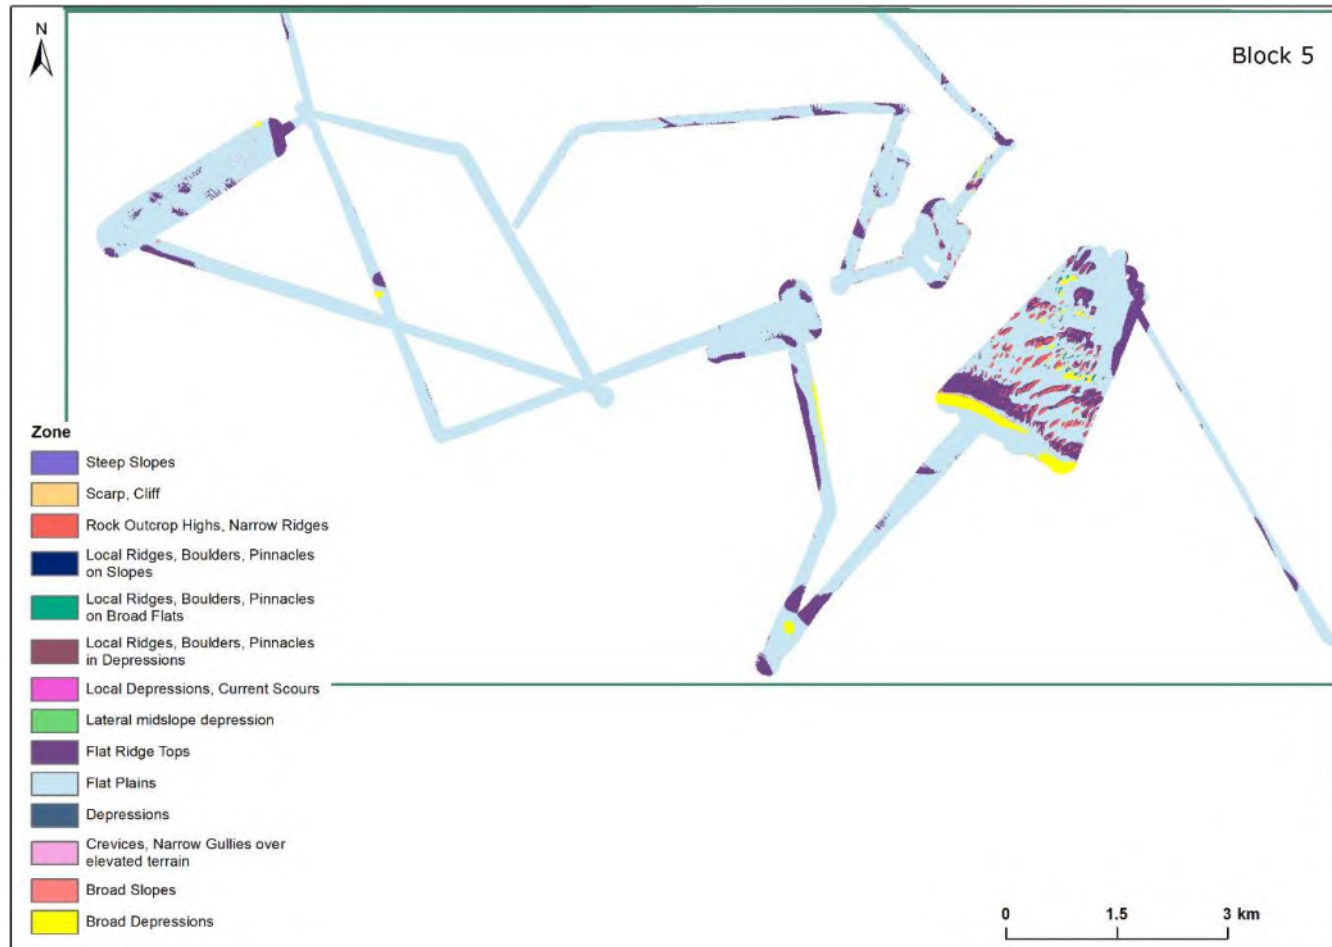 N
Block 5
Zone
Steep Slopes
Scarp, Cliff
Rock Outcrop Highs, Narrow Ridges
Local Ridges, Boulders, Pinnacles
on Slopes
Local Ridges, Boulders, Pinnacles
on Broad Flats
Local Ridges, Boulders, Pinnacles
in Depressions
Local Depressions, Current Scours
Lateral midslope depression
Flat Ridge Tops
Flat Plains
Depressions
Crevices, Narrow Gullies over
elevated terrain
Broad Slopes
Broad Depressions
0 1.5 3 km